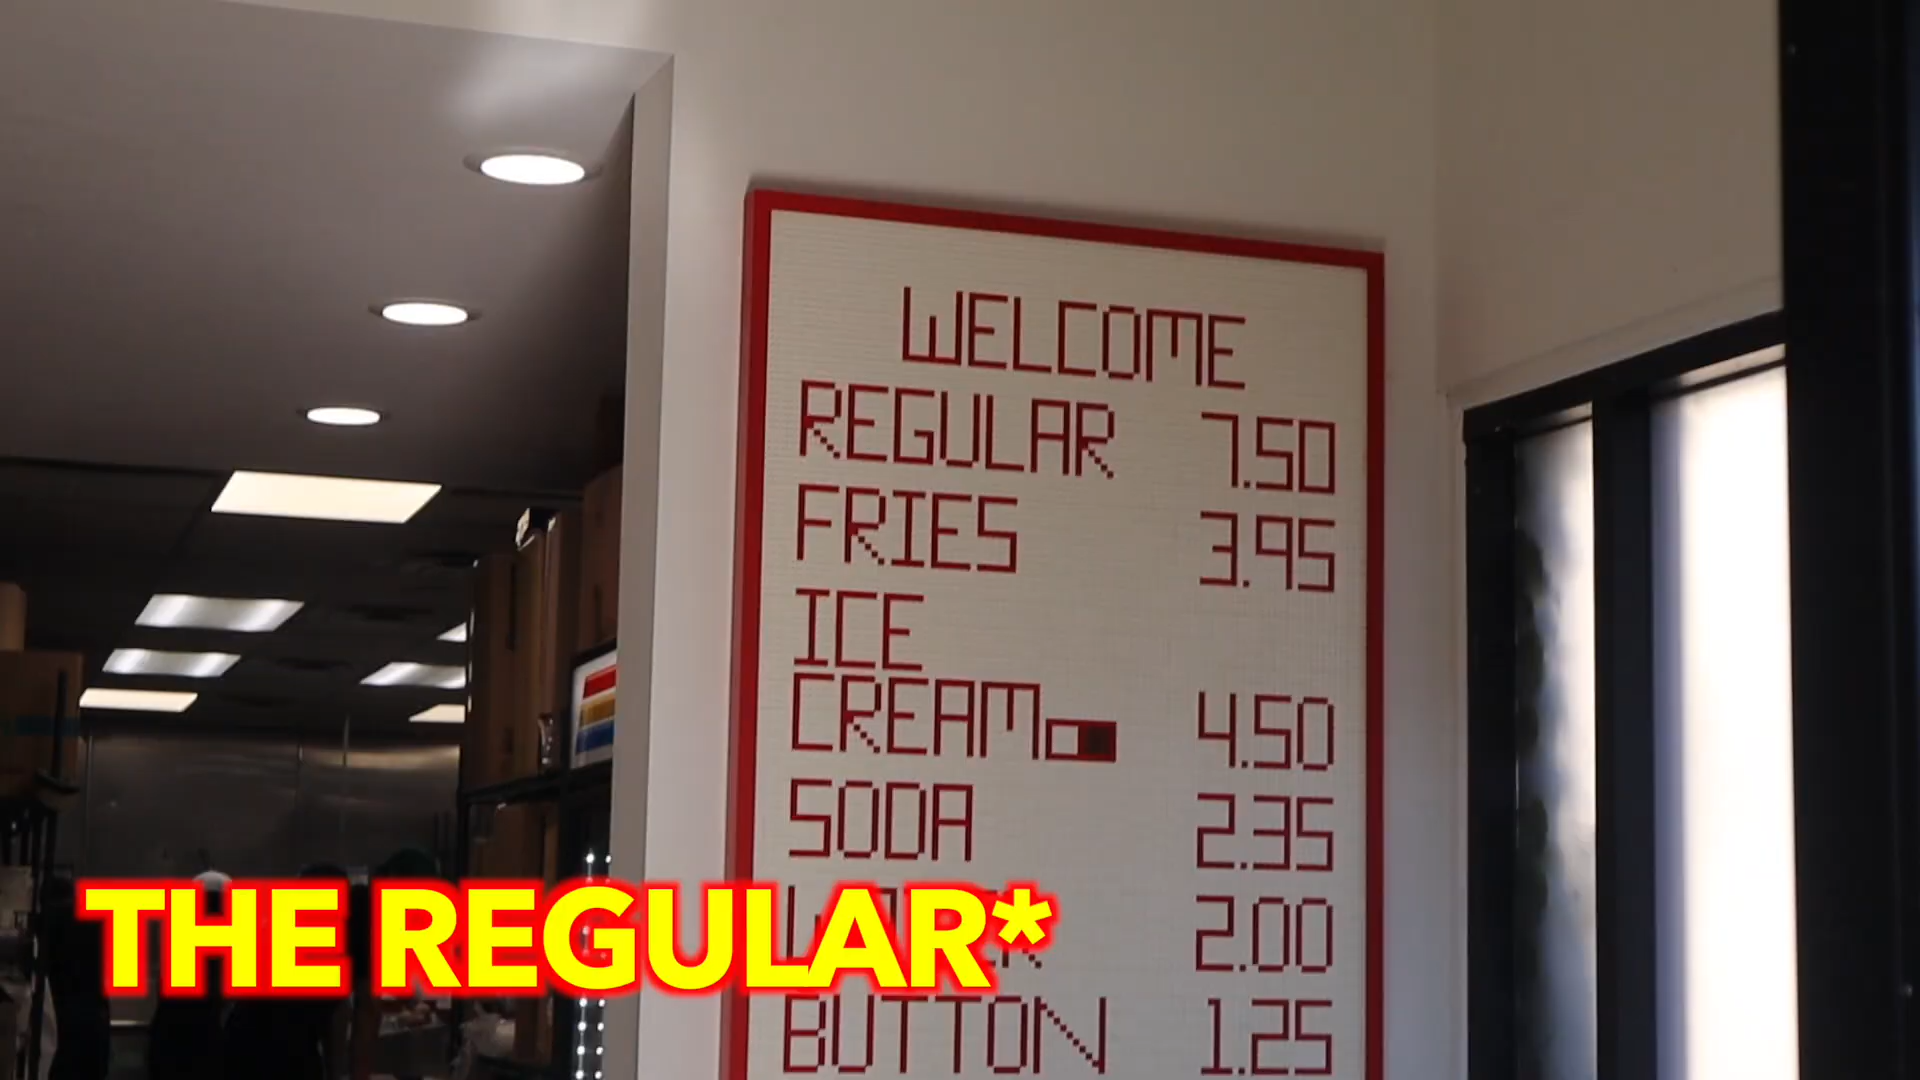 WELCOME
REGULAR 7.50
FRIES 3.95
ICE
CREAM 4.50
SODA 2.35
2.00
THE REGULAR*
BUTTON 1.25